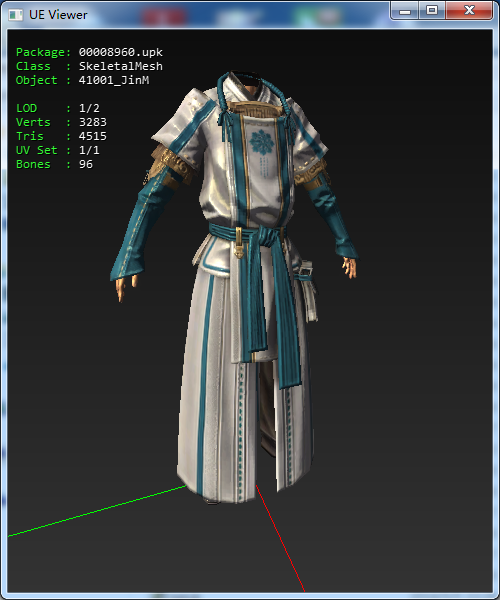 UE Viewer
Package: 00008960.upk
Class : SkeletalMesh
Object : 41001_JinM
LOD : 1/2
Verts : 3283
Tris : 4515
UV Set : 1/1
Bones : 96